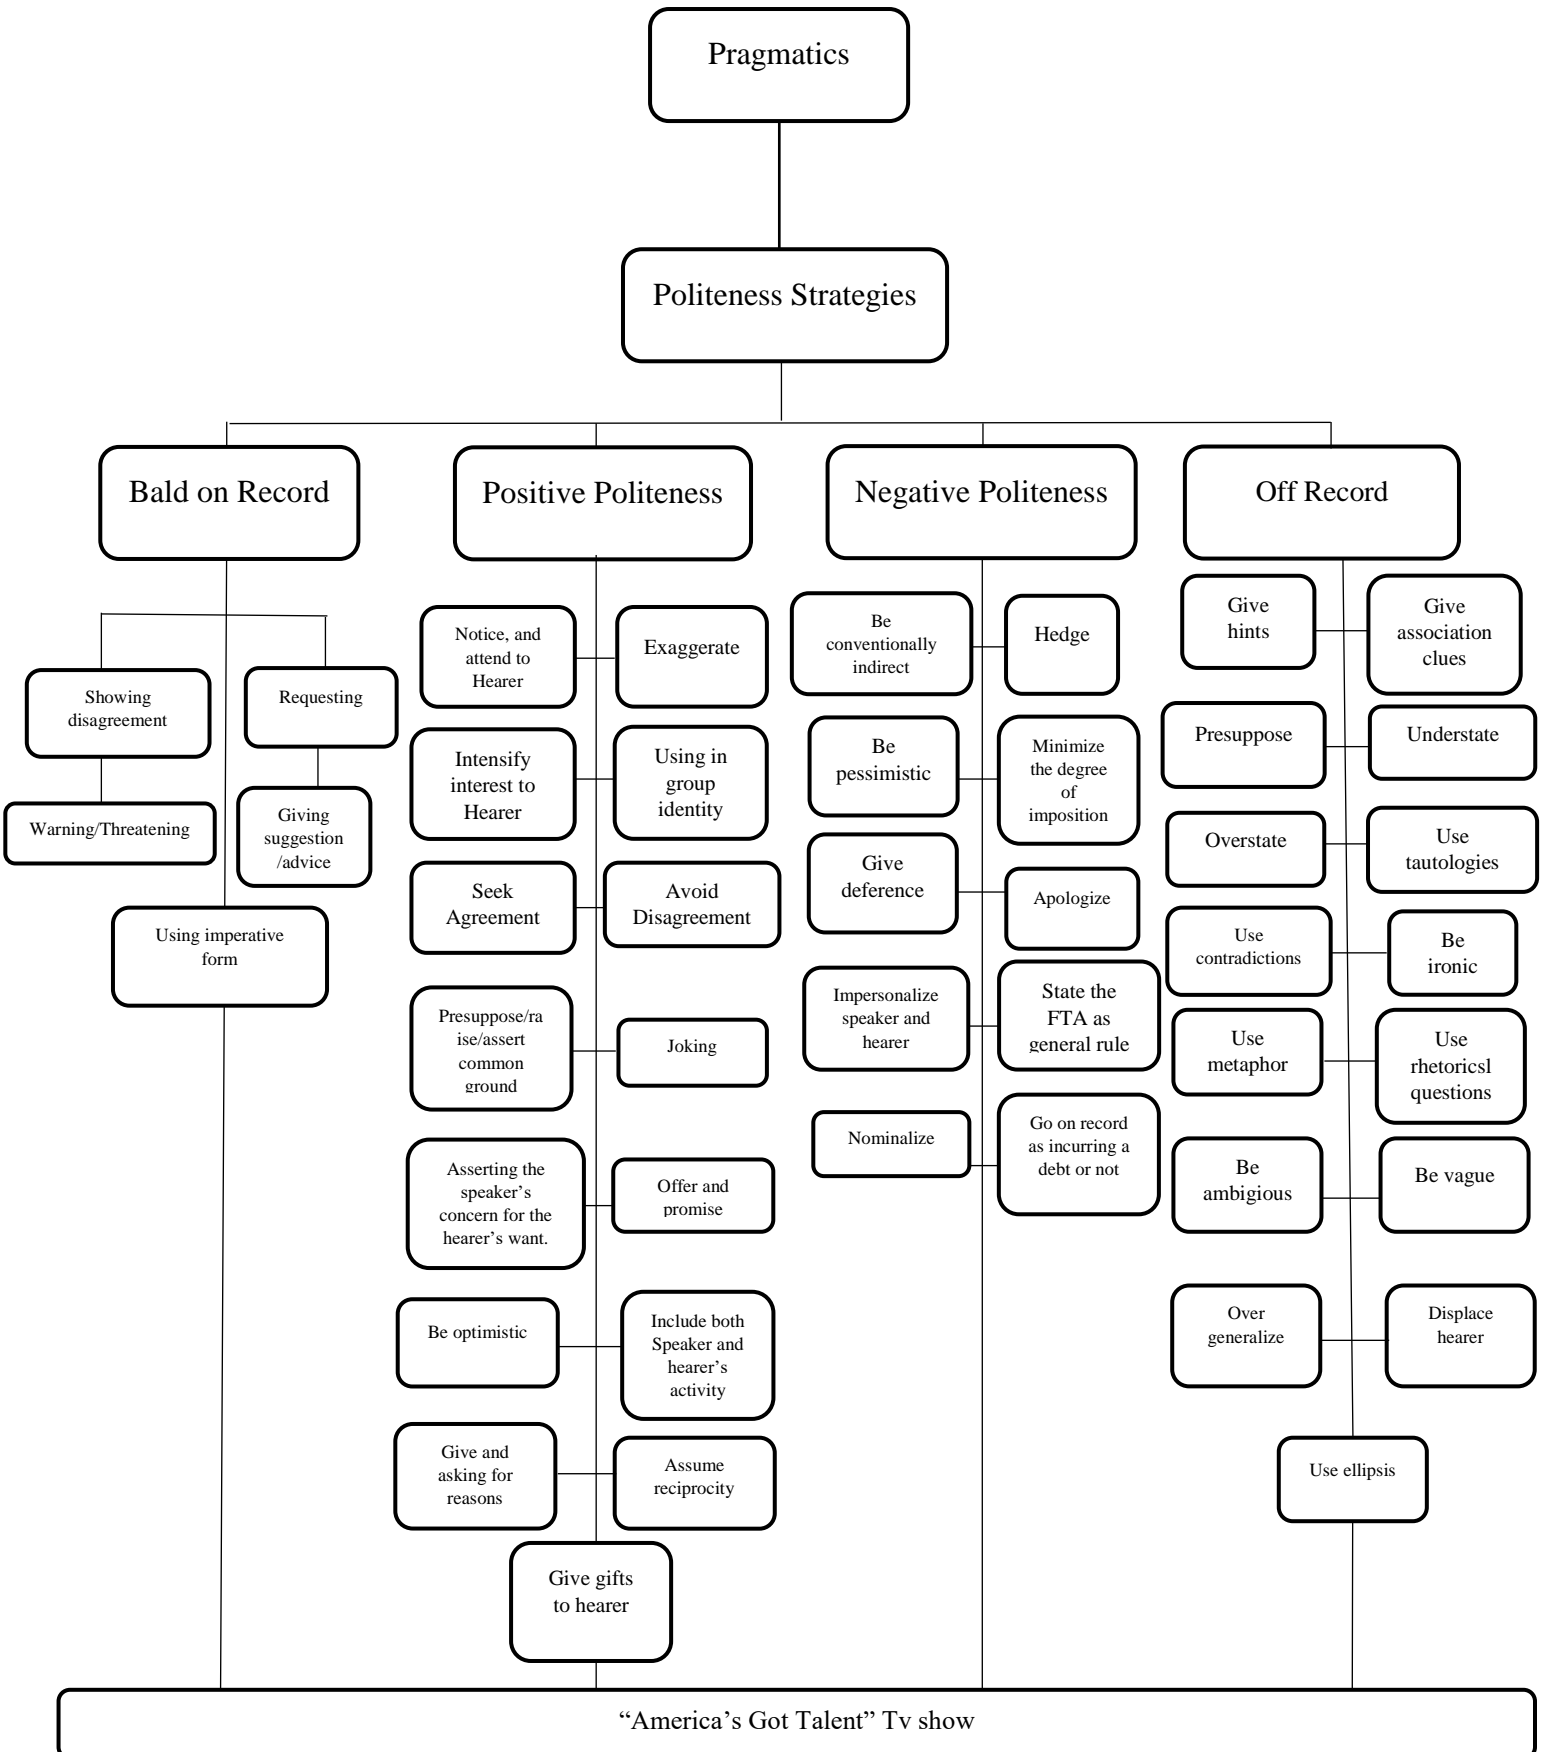 Pragmatics
Politeness Strategies
Bald on Record
Positive Politeness
Negative Politeness
Off Record
Showing
disagreement
Requesting
Warning/Threatening
Giving
suggestion
/advice
Using imperative
form
Notice, and
attend to
Hearer
Exaggerate
Intensify
interest to
Hearer
Using in
group
identity
Seek
Agreement
Avoid
Disagreement
Presuppose/ra
ise/assert
common
ground
Joking
Asserting the
speaker’s
concern for the
hearer’s want.
Offer and
promise
Be optimistic
Include both
Speaker and
hearer’s
activity
Give and
asking for
reasons
Assume
reciprocity
Give gifts
to hearer
Be
conventionally
indirect
Hedge
Be
pessimistic
Minimize
the degree
of
imposition
Give
deference
Apologize
Impersonalize
speaker and
hearer
State the
FTA as
general rule
Nominalize
Go on record
as incurring a
debt or not
Give
hints
Give
association
clues
Presuppose
Understate
Overstate
Use
tautologies
Use
contradictions
Be
ironic
Use
metaphor
Use
rhetoricsl
questions
Be
ambigious
Be vague
Over
generalize
Displace
hearer
Use ellipsis
“America’s Got Talent” Tv show